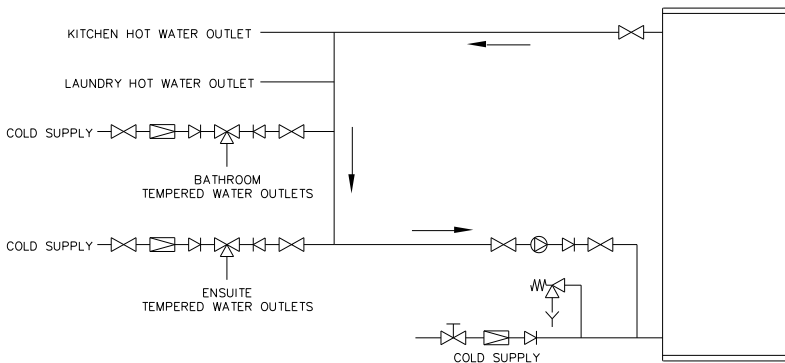 KITCHEN HOT WATER OUTLET
LAUNDRY HOT WATER OUTLET
COLD SUPPLY
BATHROOM
TEMPERED WATER OUTLETS
COLD SUPPLY
ENSUITE
TEMPERED WATER OUTLETS
COLD SUPPLY